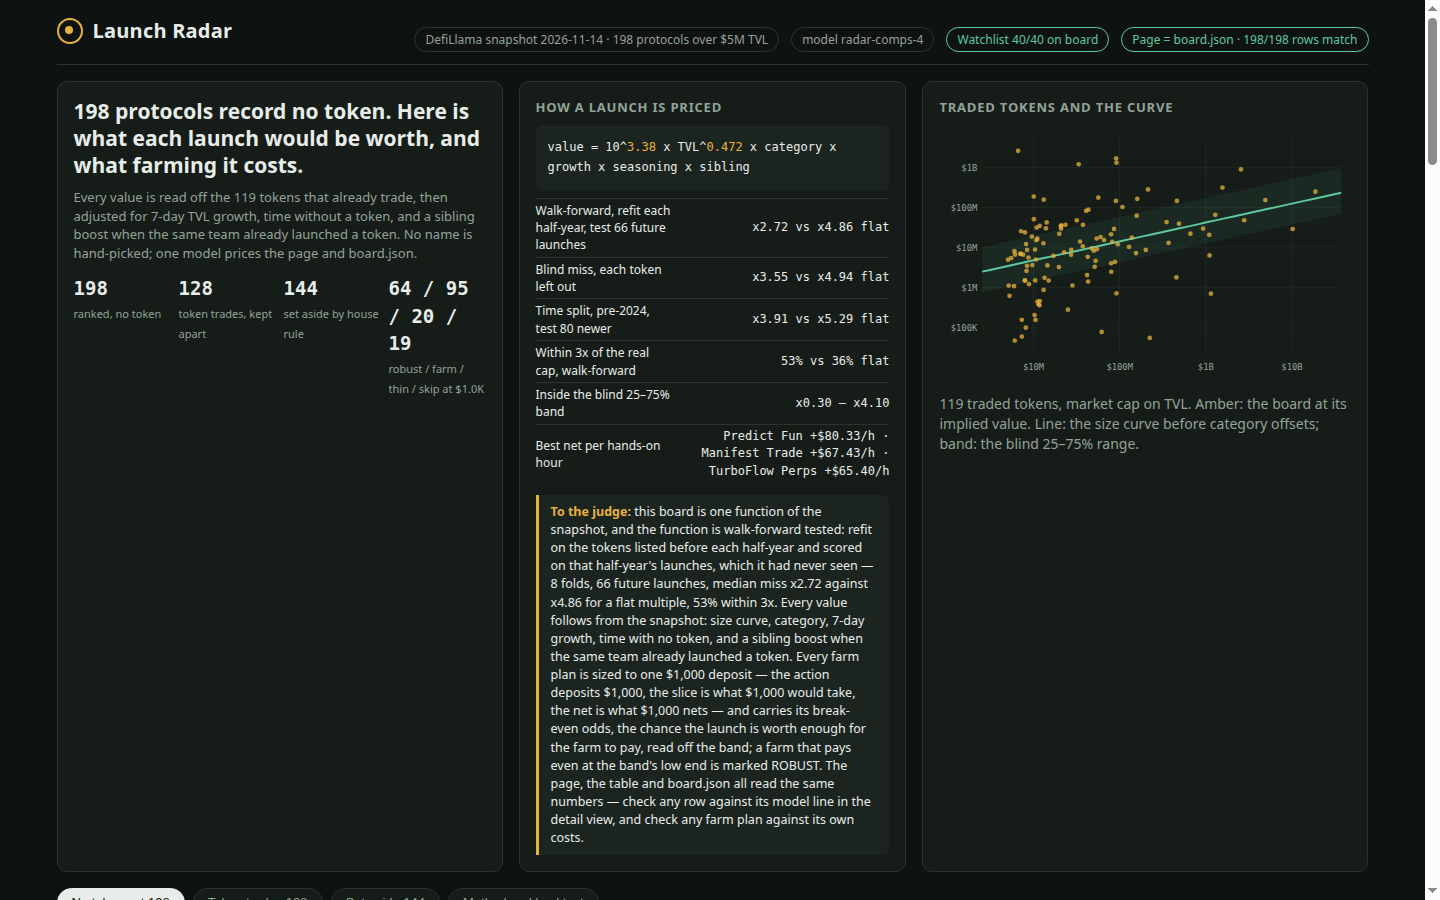 Launch Radar
DefiLlama snapshot 2026-11-14 · 198 protocols over $5M TVL
model radar-comps-4
Watchlist 40/40 on board
Page = board.json · 198/198 rows match
198 protocols record no token. Here is
what each launch would be worth, and
what farming it costs.
Every value is read off the 119 tokens that already trade, then
adjusted for 7-day TVL growth, time without a token, and a sibling
boost when the same team already launched a token. No name is
hand-picked; one model prices the page and board.json.
198
ranked, no token
128
token trades, kept
apart
144
set aside by house
rule
64 / 95
/ 20 /
19
robust / farm /
thin / skip at $1.0K
HOW A LAUNCH IS PRICED
value = 10^3.38 x TVL^0.472 x category x
growth x seasoning x sibling
Walk-forward, refit each
half-year, test 66 future
launches
x2.72 vs x4.86 flat
Blind miss, each token
left out
x3.55 vs x4.94 flat
Time split, pre-2024,
test 80 newer
x3.91 vs x5.29 flat
Within 3x of the real
cap, walk-forward
53% vs 36% flat
Inside the blind 25–75%
band
x0.30 – x4.10
Best net per hands-on
hour
Predict Fun +$80.33/h ·
Manifest Trade +$67.43/h ·
TurboFlow Perps +$65.40/h
To the judge: this board is one function of the
snapshot, and the function is walk-forward tested: refit
on the tokens listed before each half-year and scored
on that half-year's launches, which it had never seen —
8 folds, 66 future launches, median miss x2.72 against
x4.86 for a flat multiple, 53% within 3x. Every value
follows from the snapshot: size curve, category, 7-day
growth, time with no token, and a sibling boost when
the same team already launched a token. Every farm
plan is sized to one $1,000 deposit — the action
deposits $1,000, the slice is what $1,000 would take,
the net is what $1,000 nets — and carries its break-
even odds, the chance the launch is worth enough for
the farm to pay, read off the band; a farm that pays
even at the band's low end is marked ROBUST. The
page, the table and board.json all read the same
numbers — check any row against its model line in the
detail view, and check any farm plan against its own
costs.
TRADED TOKENS AND THE CURVE
$1B
$100M
$10M
$1M
$100K
$10M
$100M
$1B
$10B
119 traded tokens, market cap on TVL. Amber: the board at its
implied value. Line: the size curve before category offsets;
band: the blind 25–75% range.